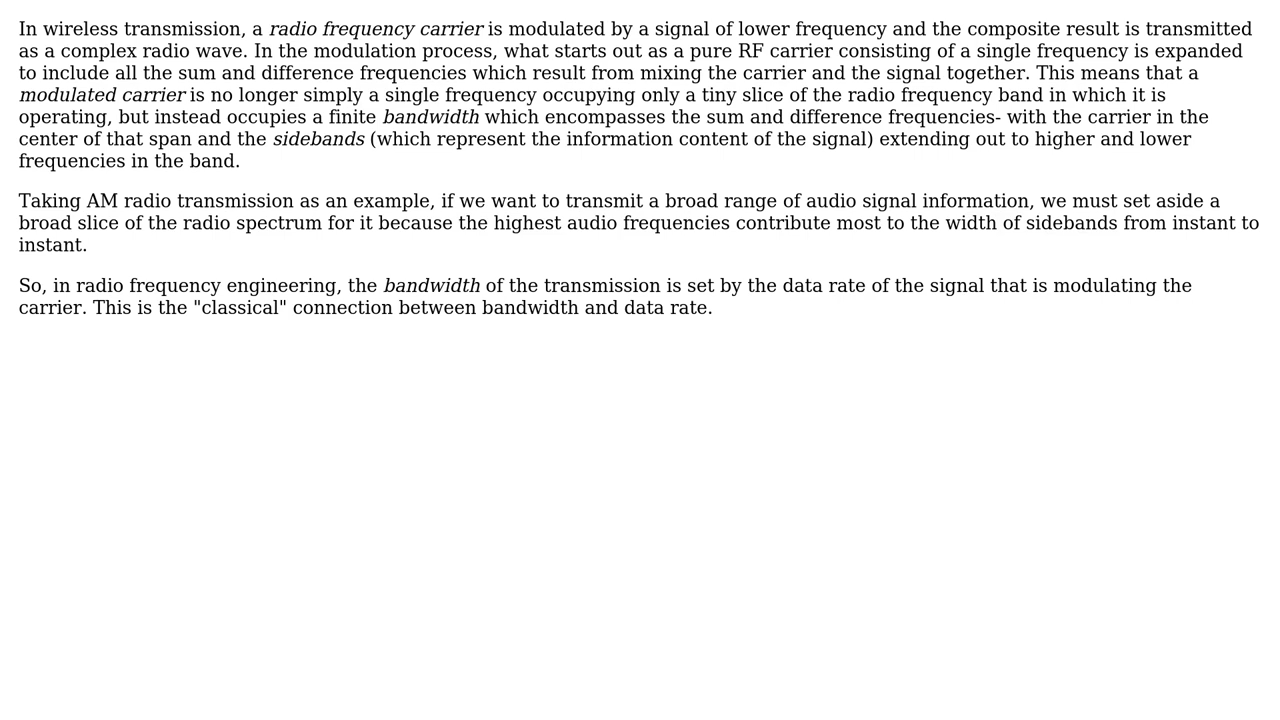 In wireless transmission, a radio frequency carrier is modulated by a signal of lower frequency and the composite result is transmitted
as a complex radio wave. In the modulation process, what starts out as a pure RF carrier consisting of a single frequency is expanded
to include all the sum and difference frequencies which result from mixing the carrier and the signal together. This means that a
modulated carrier is no longer simply a single frequency occupying only a tiny slice of the radio frequency band in which it is
operating, but instead occupies a finite bandwidth which encompasses the sum and difference frequencies- with the carrier in the
center of that span and the sidebands (which represent the information content of the signal) extending out to higher and lower
frequencies in the band.
Taking AM radio transmission as an example, if we want to transmit a broad range of audio signal information, we must set aside a
broad slice of the radio spectrum for it because the highest audio frequencies contribute most to the width of sidebands from instant to
instant.
So, in radio frequency engineering, the bandwidth of the transmission is set by the data rate of the signal that is modulating the
carrier. This is the "classical" connection between bandwidth and data rate.